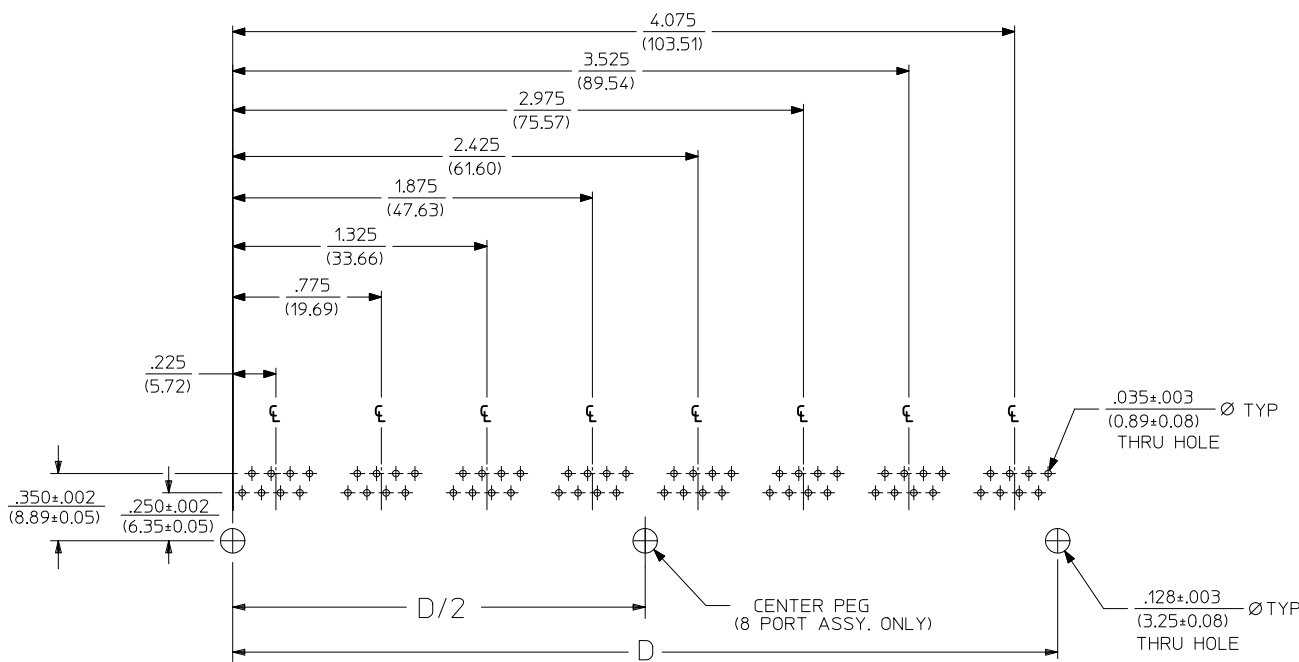 4.075
(103.51)
3.525
(89.54)
2.975
(75.57)
2.425
(61.60)
1.875
(47.63)
1.325
(33.66)
.775
(19.69)
.225
(5.72)
℄ ℄ ℄ ℄ ℄ ℄ ℄ ℄
.035±.003
(0.89±0.08)
Ø TYP
THRU HOLE
.350±.002
(8.89±0.05)
.250±.002
(6.35±0.05)
D/2
CENTER PEG
(8 PORT ASSY. ONLY)
.128±.003
(3.25±0.08)
Ø TYP
THRU HOLE
D